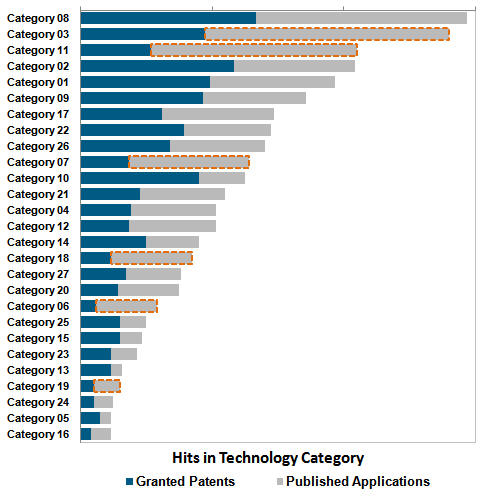 Category 08
Category 03
Category 11
Category 02
Category 01
Category 09
Category 17
Category 22
Category 26
Category 07
Category 10
Category 21
Category 04
Category 12
Category 14
Category 18
Category 27
Category 20
Category 06
Category 25
Category 15
Category 23
Category 13
Category 19
Category 24
Category 05
Category 16
Hits in Technology Category
Granted Patents Published Applications